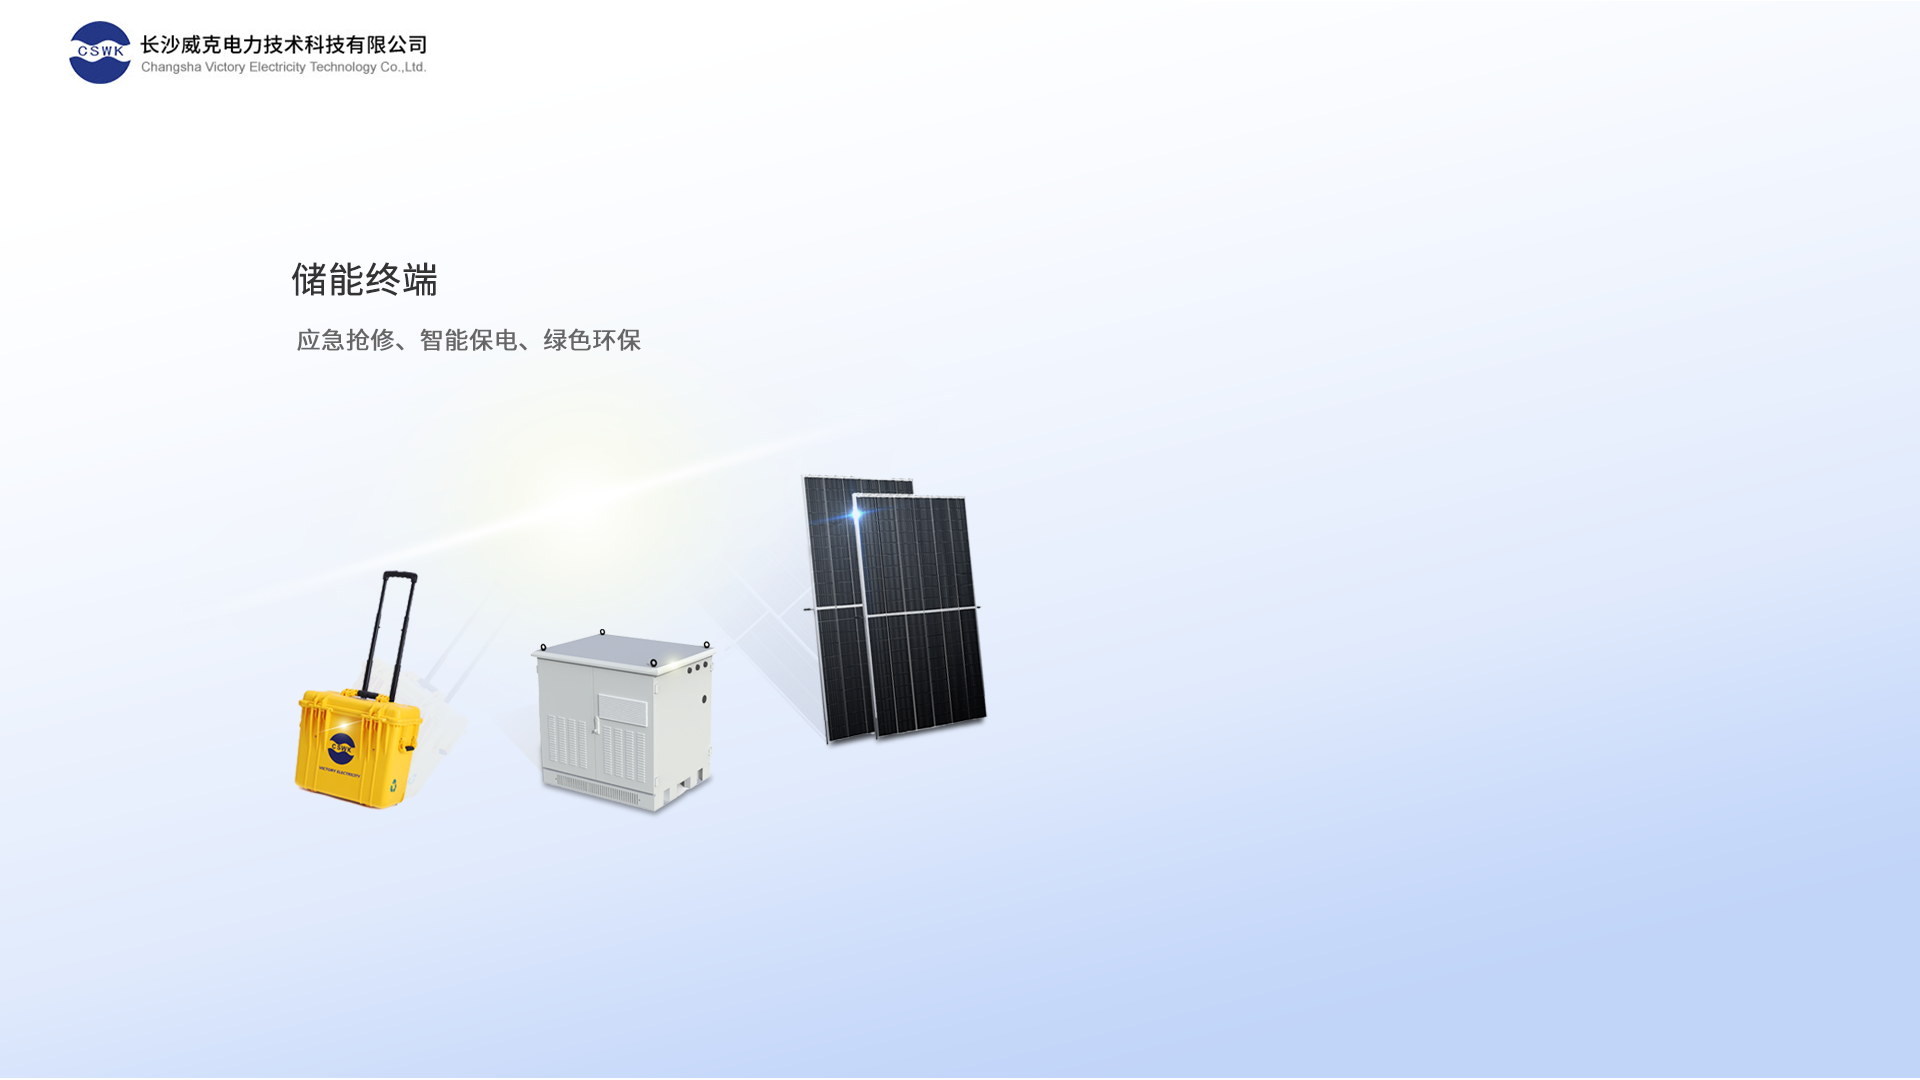 CSWK
长沙威克电力技术科技有限公司
Changsha Victory Electricity Technology Co.,Ltd.
储能终端
应急抢修、智能保电、绿色环保
CSWK
VICTORY ELECTRICITY